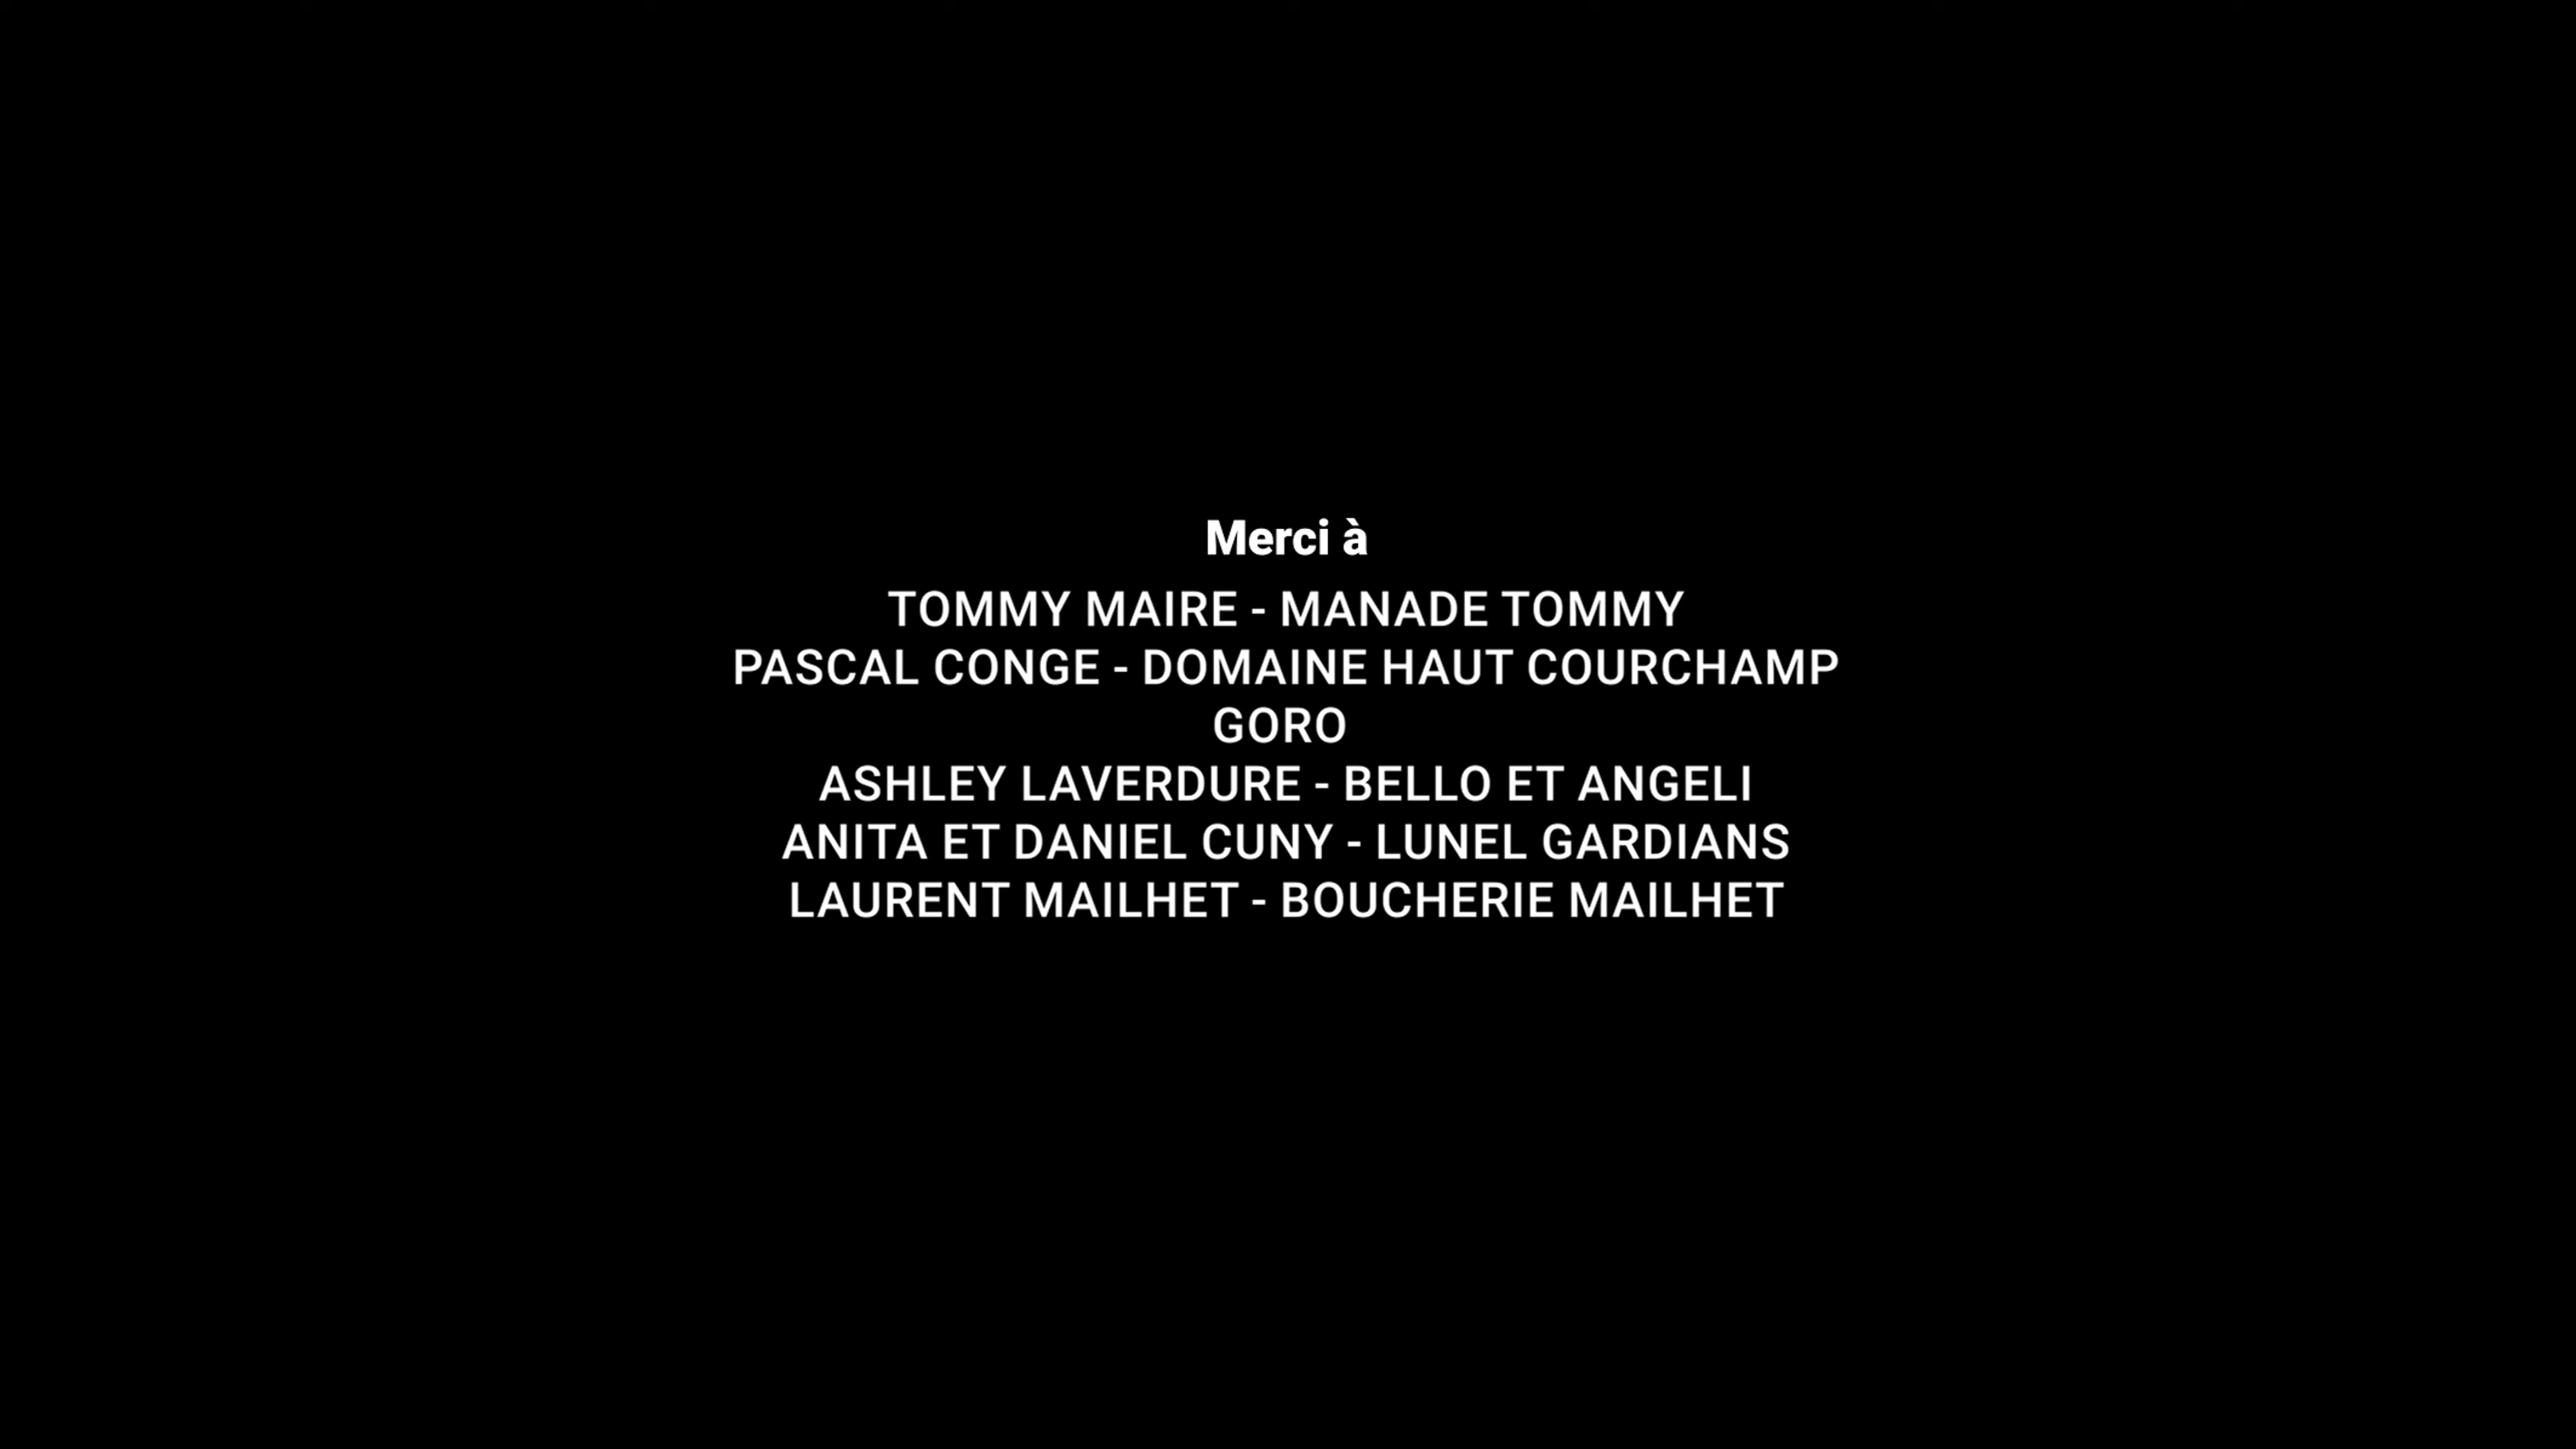 Merci à
TOMMY MAIRE - MANADE TOMMY
PASCAL CONGE - DOMAINE HAUT COURCHAMP
GORO
ASHLEY LAVERDURE - BELLO ET ANGELI
ANITA ET DANIEL CUNY - LUNEL GARDIANS
LAURENT MAILHET - BOUCHERIE MAILHET